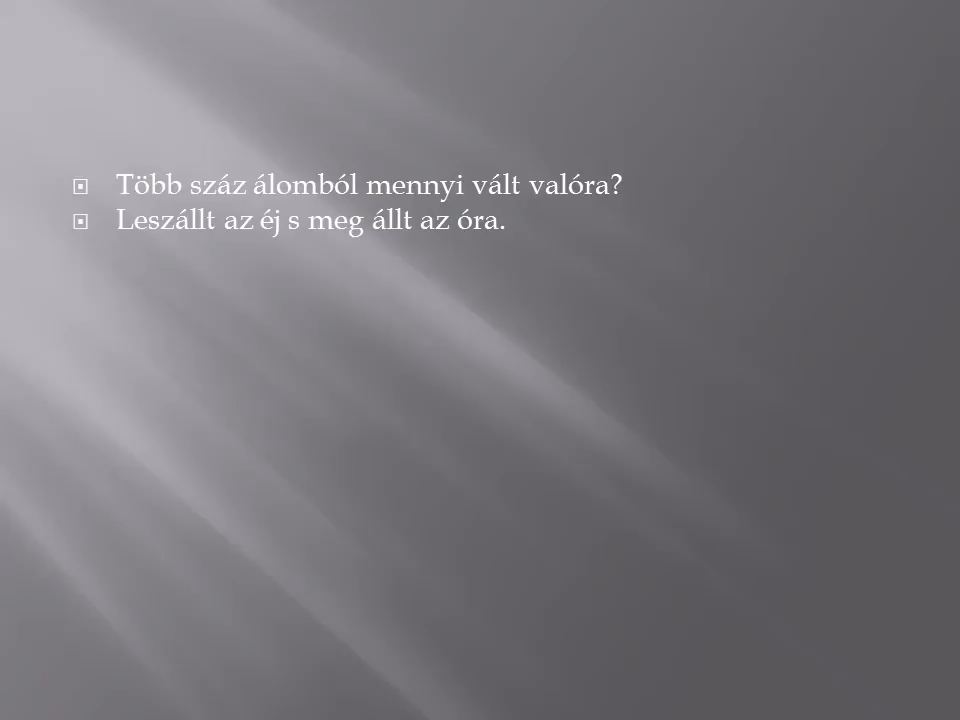 Több száz álomból mennyi vált valóra?
Leszállt az éj s meg állt az óra.